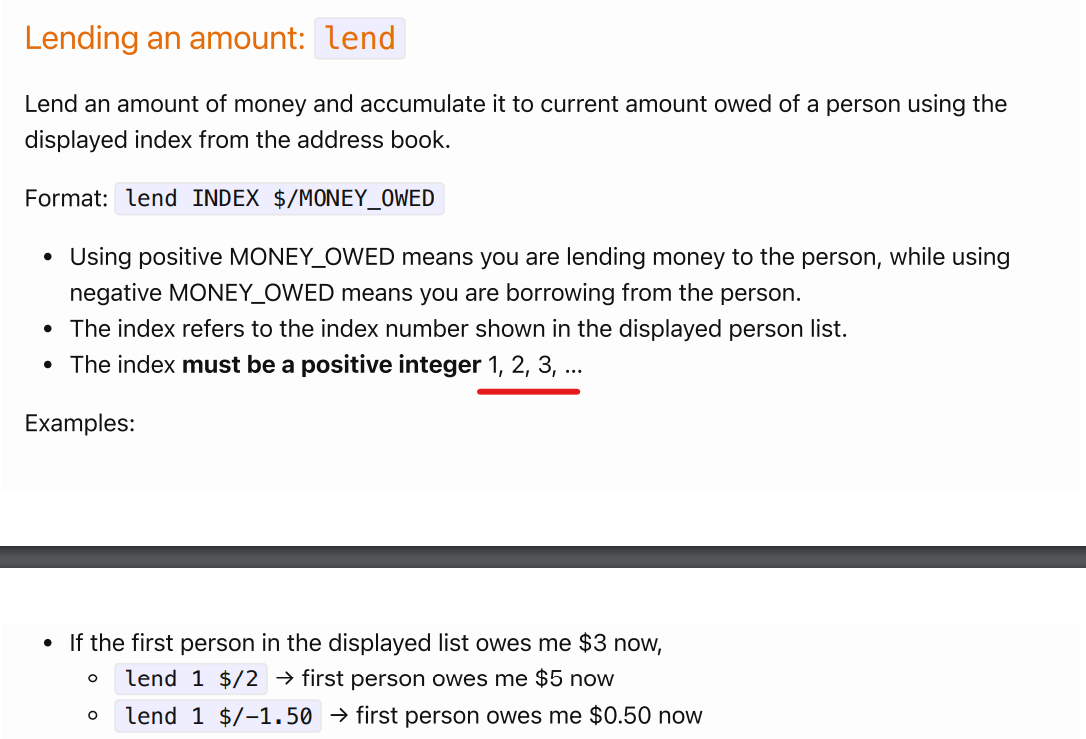 Lending an amount: lend
Lend an amount of money and accumulate it to current amount owed of a person using the
displayed index from the address book.
Format: lend INDEX $/MONEY_OWED
• Using positive MONEY_OWED means you are lending money to the person, while using
negative MONEY_OWED means you are borrowing from the person.
• The index refers to the index number shown in the displayed person list.
• The index must be a positive integer 1, 2, 3, …
Examples:
• If the first person in the displayed list owes me $3 now,
◦ lend 1 $/2 → first person owes me $5 now
◦ lend 1 $/-1.50 → first person owes me $0.50 now